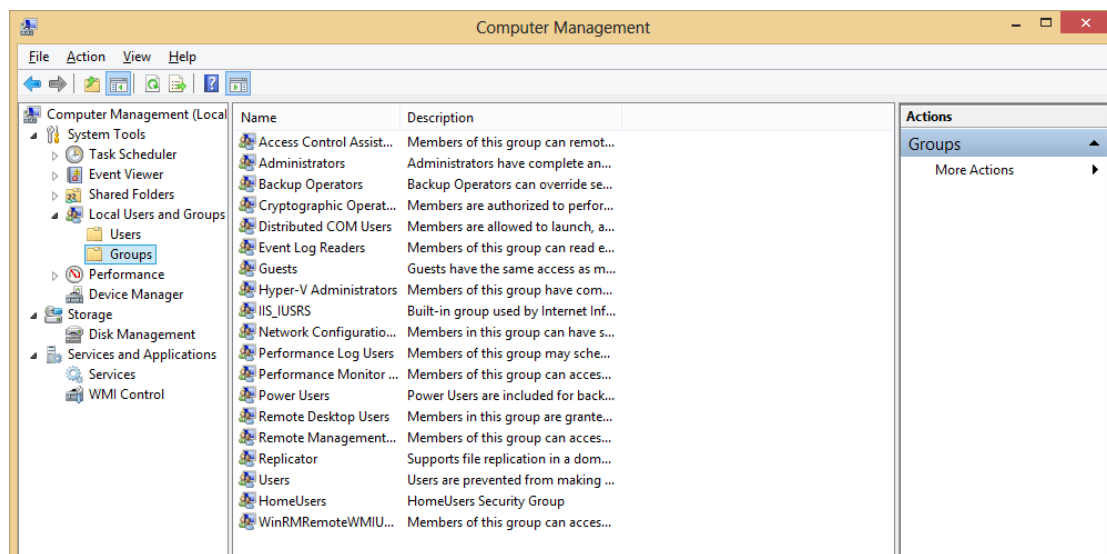 Computer Management
File Action View Help
Computer Management (Local
System Tools
Task Scheduler
Event Viewer
Shared Folders
Local Users and Groups
Users
Groups
Performance
Device Manager
Storage
Disk Management
Services and Applications
Services
WMI Control
Name Description
Access Control Assist... Members of this group can remot...
Administrators Administrators have complete an...
Backup Operators Backup Operators can override se...
Cryptographic Operat... Members are authorized to perfor...
Distributed COM Users Members are allowed to launch, a...
Event Log Readers Members of this group can read e...
Guests Guests have the same access as m...
Hyper-V Administrators Members of this group have com...
IIS_IUSRS Built-in group used by Internet Inf...
Network Configuratio... Members in this group can have s...
Performance Log Users Members of this group may sche...
Performance Monitor ... Members of this group can acces...
Power Users Power Users are included for back...
Remote Desktop Users Members in this group are grante...
Remote Management... Members of this group can acces...
Replicator Supports file replication in a dom...
Users Users are prevented from making ...
HomeUsers HomeUsers Security Group
WinRMRemoteWMIU... Members of this group can acces...
Actions
Groups
More Actions